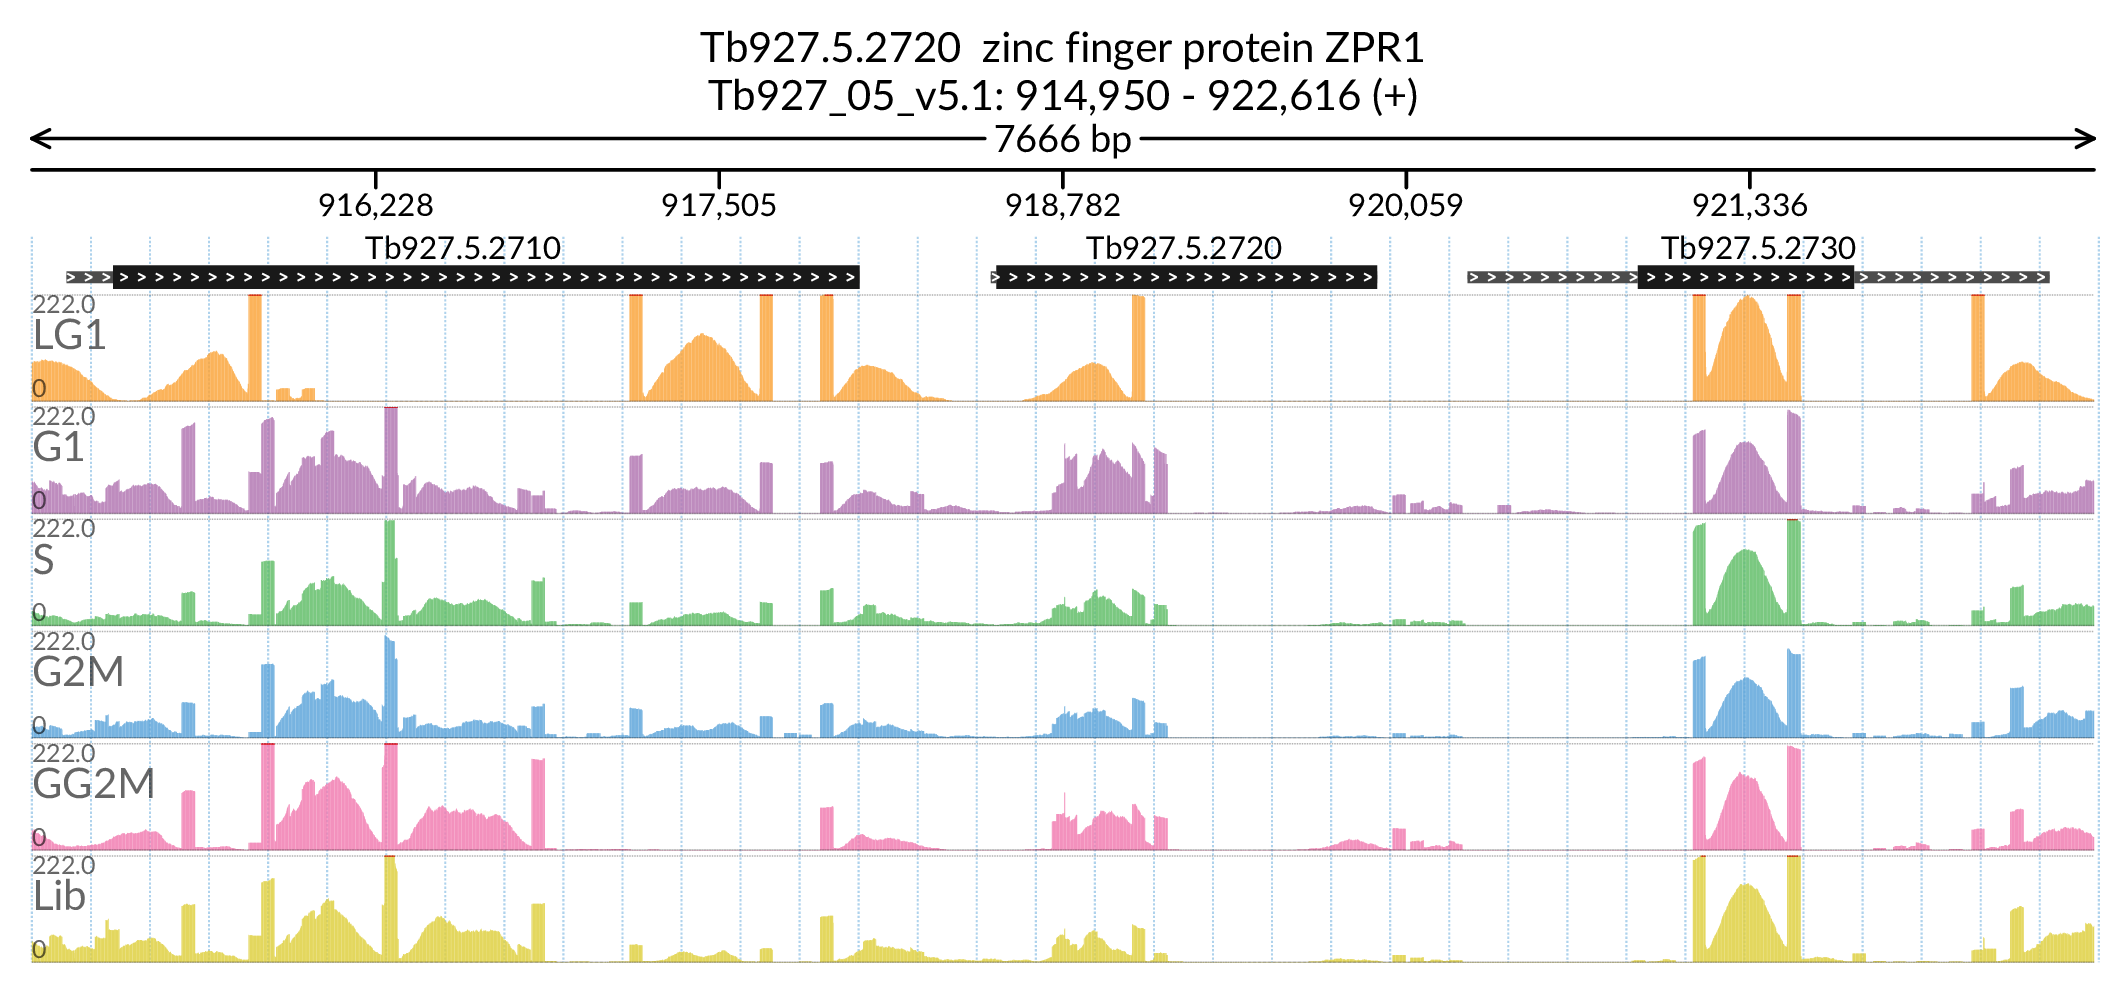 Tb927.5.2720 zinc finger protein ZPR1
Tb927_05_v5.1: 914,950 - 922,616 (+)
7666 bp
916,228 917,505 918,782 920,059 921,336
Tb927.5.2710 Tb927.5.2720 Tb927.5.2730
222.0
LG1
0
222.0
G1
0
222.0
S
0
222.0
G2M
0
222.0
GG2M
0
222.0
Lib
0